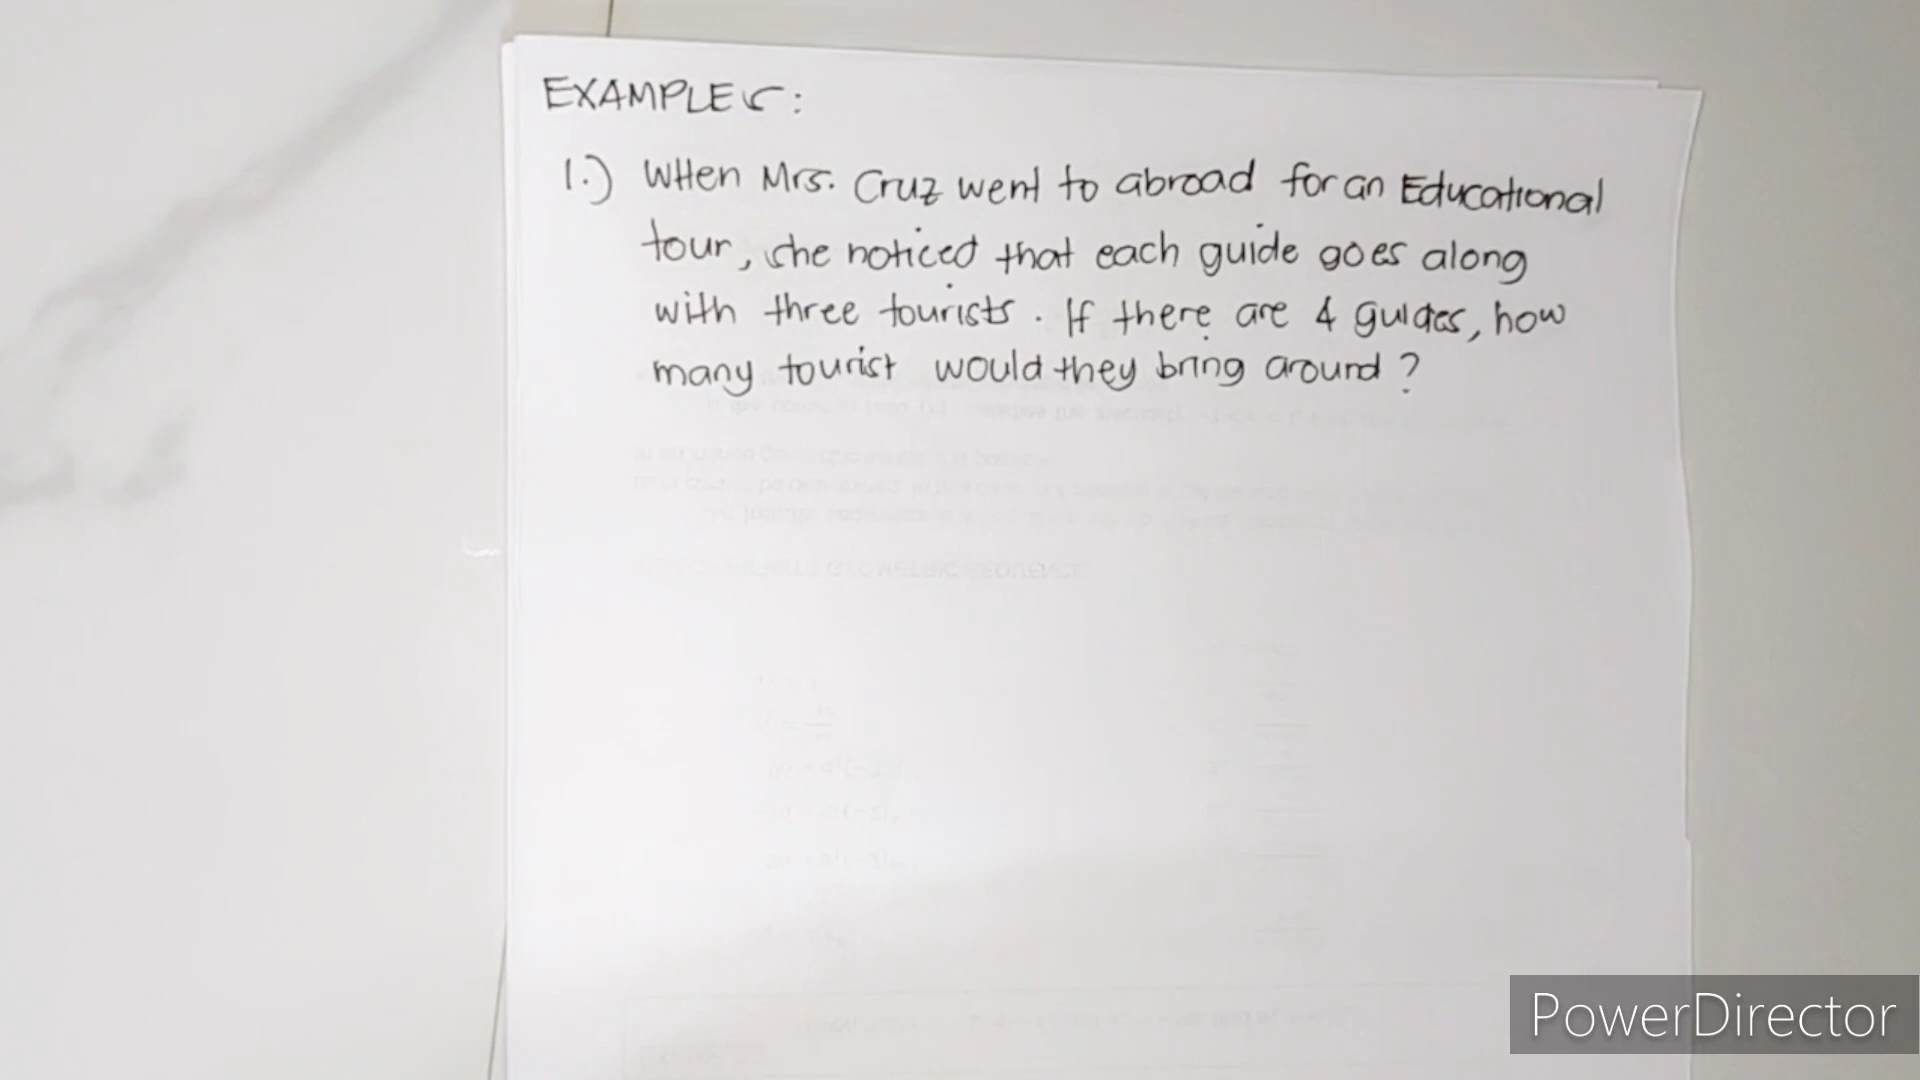 EXAMPLES:
1.) When Mrs. Cruz went to abroad for an Educational
tour, she noticed that each guide goes along
with three tourists. If there are 4 guides, how
many tourist would they bring around?
PowerDirector